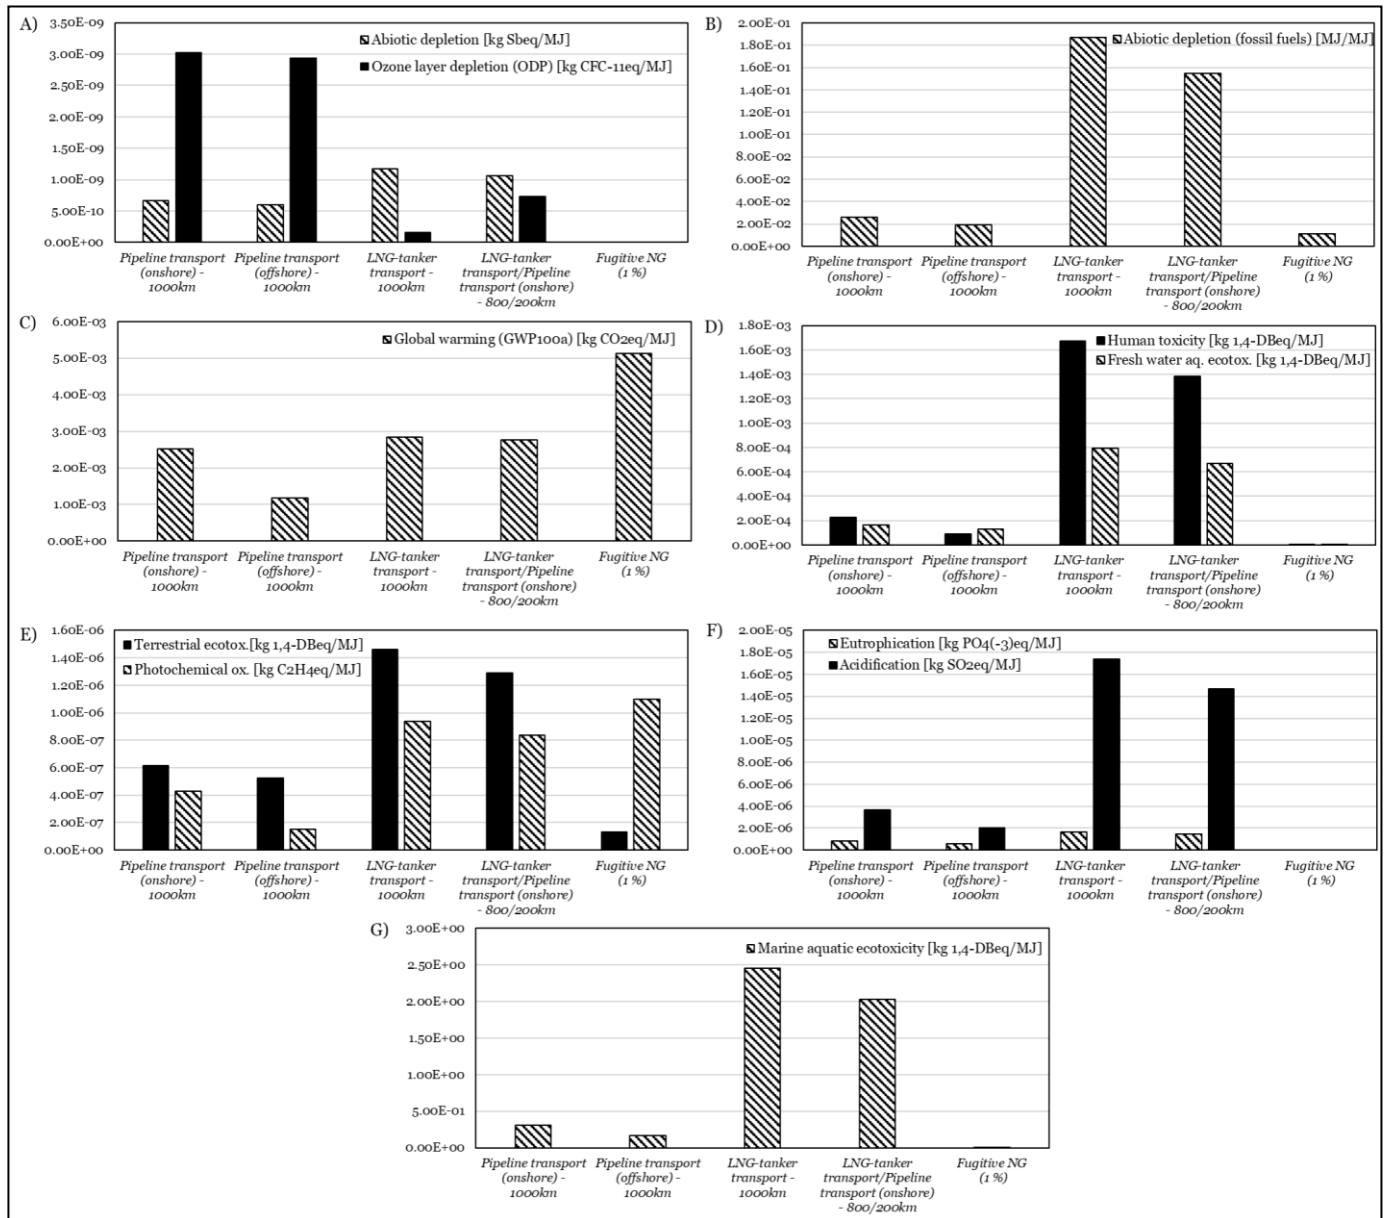 A)
3.50E-09
3.00E-09
2.50E-09
2.00E-09
1.50E-09
1.00E-09
5.00E-10
0.00E+00
Abiotic depletion [kg Sbeq/MJ]
Ozone layer depletion (ODP) [kg CFC-11eq/MJ]
Pipeline transport (onshore) - 1000km
Pipeline transport (offshore) - 1000km
LNG-tanker transport - 1000km
LNG-tanker transport/Pipeline transport (onshore) - 800/200km
Fugitive NG (1 %)
B)
2.00E-01
1.80E-01
1.60E-01
1.40E-01
1.20E-01
1.00E-01
8.00E-02
6.00E-02
4.00E-02
2.00E-02
0.00E+00
Abiotic depletion (fossil fuels) [MJ/MJ]
Pipeline transport (onshore) - 1000km
Pipeline transport (offshore) - 1000km
LNG-tanker transport - 1000km
LNG-tanker transport/Pipeline transport (onshore) - 800/200km
Fugitive NG (1 %)
C)
6.00E-03
5.00E-03
4.00E-03
3.00E-03
2.00E-03
1.00E-03
0.00E+00
Global warming (GWP100a) [kg CO2eq/MJ]
Pipeline transport (onshore) - 1000km
Pipeline transport (offshore) - 1000km
LNG-tanker transport - 1000km
LNG-tanker transport/Pipeline transport (onshore) - 800/200km
Fugitive NG (1 %)
D)
1.80E-03
1.60E-03
1.40E-03
1.20E-03
1.00E-03
8.00E-04
6.00E-04
4.00E-04
2.00E-04
0.00E+00
Human toxicity [kg 1,4-DBeq/MJ]
Fresh water aq. ecotox. [kg 1,4-DBeq/MJ]
Pipeline transport (onshore) - 1000km
Pipeline transport (offshore) - 1000km
LNG-tanker transport - 1000km
LNG-tanker transport/Pipeline transport (onshore) - 800/200km
Fugitive NG (1 %)
E)
1.60E-06
1.40E-06
1.20E-06
1.00E-06
8.00E-07
6.00E-07
4.00E-07
2.00E-07
0.00E+00
Terrestrial ecotox.[kg 1,4-DBeq/MJ]
Photochemical ox. [kg C2H4eq/MJ]
Pipeline transport (onshore) - 1000km
Pipeline transport (offshore) - 1000km
LNG-tanker transport - 1000km
LNG-tanker transport/Pipeline transport (onshore) - 800/200km
Fugitive NG (1 %)
F)
2.00E-05
1.80E-05
1.60E-05
1.40E-05
1.20E-05
1.00E-05
8.00E-06
6.00E-06
4.00E-06
2.00E-06
0.00E+00
Eutrophication [kg PO4(-3)eq/MJ]
Acidification [kg SO2eq/MJ]
Pipeline transport (onshore) - 1000km
Pipeline transport (offshore) - 1000km
LNG-tanker transport - 1000km
LNG-tanker transport/Pipeline transport (onshore) - 800/200km
Fugitive NG (1 %)
G)
3.00E+00
2.50E+00
2.00E+00
1.50E+00
1.00E+00
5.00E-01
0.00E+00
Marine aquatic ecotoxicity [kg 1,4-DBeq/MJ]
Pipeline transport (onshore) - 1000km
Pipeline transport (offshore) - 1000km
LNG-tanker transport - 1000km
LNG-tanker transport/Pipeline transport (onshore) - 800/200km
Fugitive NG (1 %)